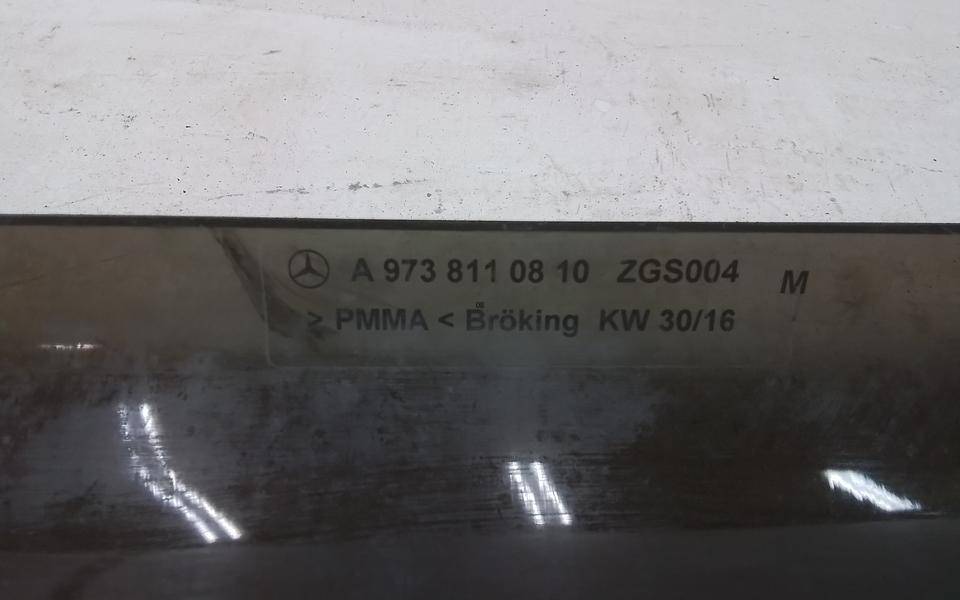 A 973 811 08 10 ZGS004 M
> PMMA < Bröking KW 30/16